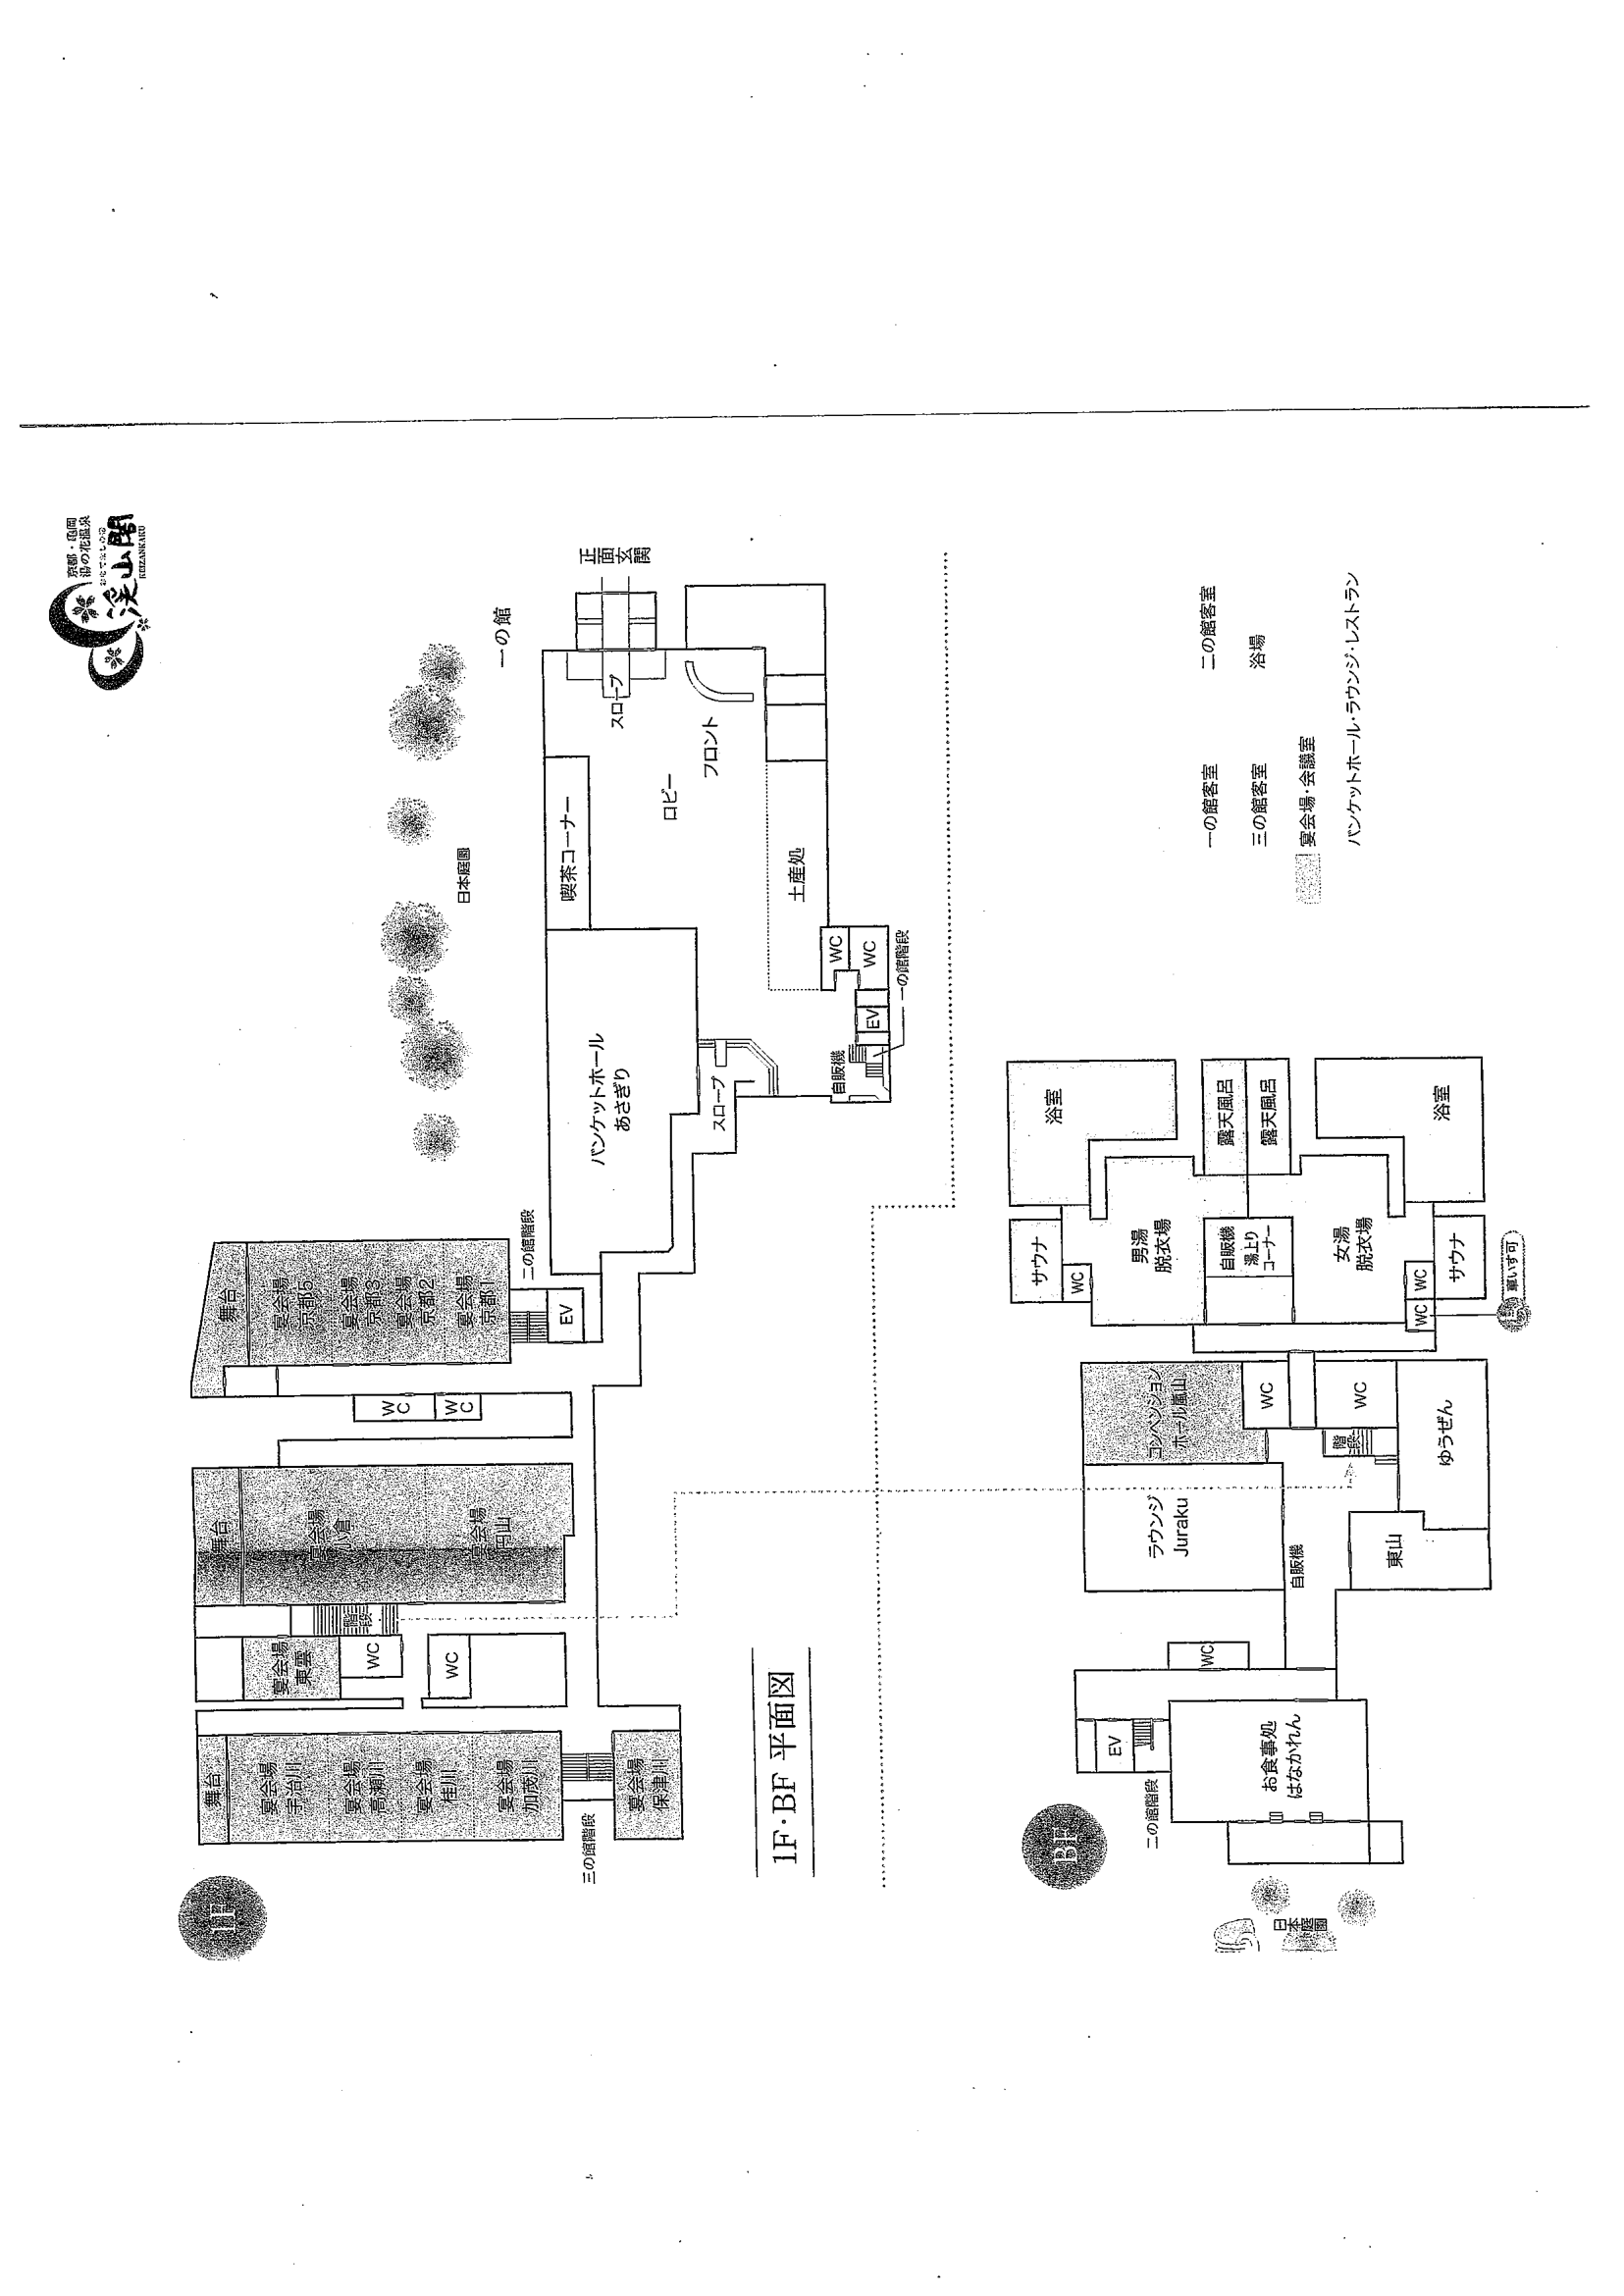 京都・亀岡
湯の花温泉
おもてなしの宿
渓山閣
KEIZANKAKU
1F
舞台
宴会場
宇治川
宴会場
高瀬川
宴会場
桂川
宴会場
加茂川
三の館階段
宴会場
保津川
宴会場
東雲
WC
WC
階段
舞台
宴会場
小倉
宴会場
円山
WC
WC
舞台
宴会場
京都5
宴会場
京都3
宴会場
京都2
宴会場
京都1
二の館階段
EV
日本庭園
一の館
バンケットホール
あさぎり
喫茶コーナー
スロープ
正面玄関
ロビー
フロント
スロープ
土産処
自販機
WC
WC
EV
一の館階段
1F・BF 平面図
BF
二の館階段
EV
WC
お食事処
はなかれん
日本庭園
ラウンジ
Juraku
コンベンション
ホール嵐山
自販機
WC
WC
階段
東山
ゆうぜん
サウナ
WC
浴室
男湯
脱衣場
露天風呂
露天風呂
自販機
湯上り
コーナー
女湯
脱衣場
浴室
WC
WC
サウナ
車いす可
一の館客室
二の館客室
三の館客室
浴場
宴会場・会議室
バンケットホール・ラウンジ・レストラン